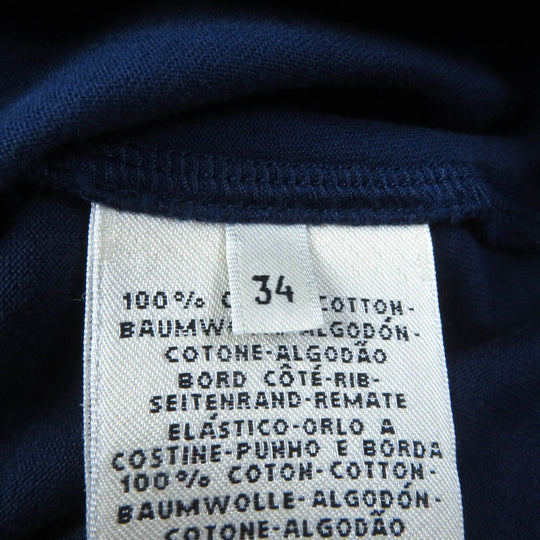 34
100% C COTTON-
BAUMWO ALGODÓN-
COTONE-ALGODÃO
BORD CÔTÉ-RIB-
SEITENRAND-REMATE
ELÁSTICO-ORLO A
COSTINE-PUNHO E BORDA
100% COTON-COTTON-
BAUMWOLLE-ALGODÓN-
COTONE-ALGODÃO